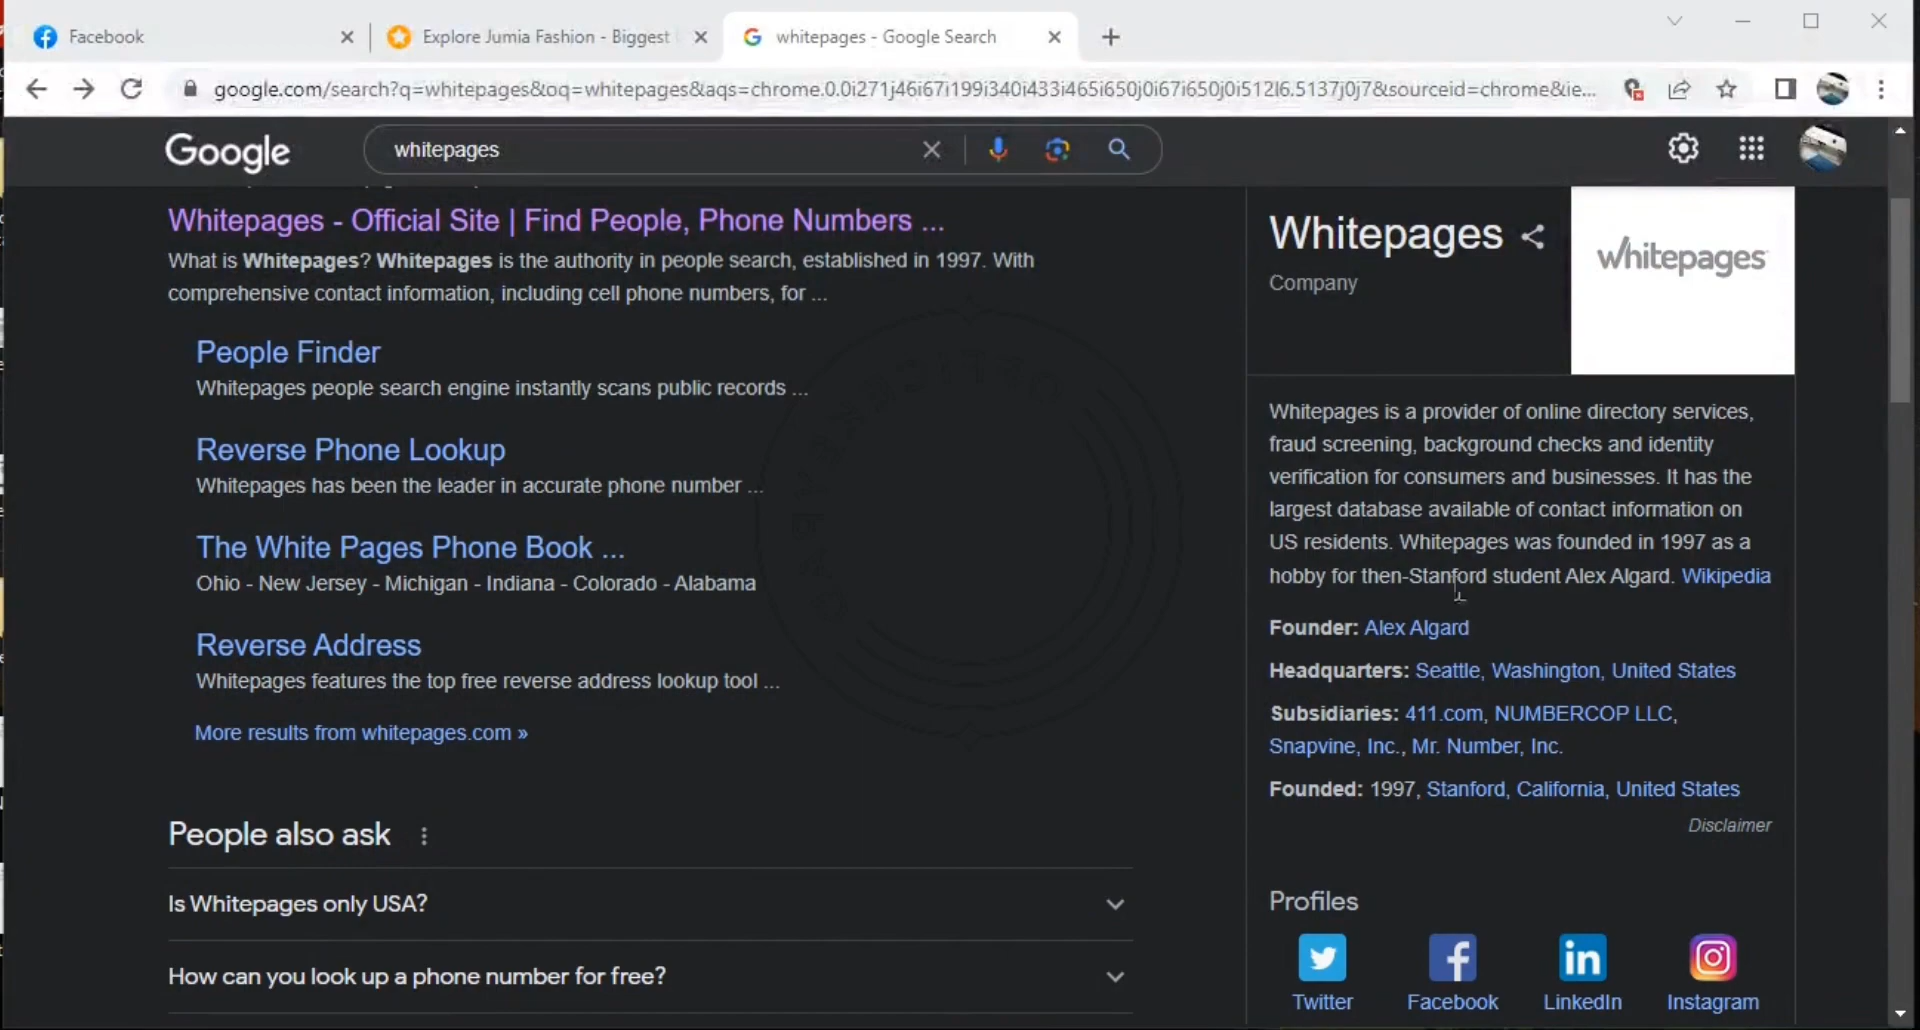 Facebook
Explore Jumia Fashion - Biggest
whitepages - Google Search
google.com/search?q=whitepages&oq=whitepages&aqs=chrome.0.0i271j46i67i199i340i433i465i650j0i67i650j0i512l6.5137j0j7&sourceid=chrome&ie...
Google
whitepages
Whitepages - Official Site | Find People, Phone Numbers ...
What is Whitepages? Whitepages is the authority in people search, established in 1997. With
comprehensive contact information, including cell phone numbers, for ...
People Finder
Whitepages people search engine instantly scans public records ...
Reverse Phone Lookup
Whitepages has been the leader in accurate phone number ...
The White Pages Phone Book ...
Ohio - New Jersey - Michigan - Indiana - Colorado - Alabama
Reverse Address
Whitepages features the top free reverse address lookup tool ...
More results from whitepages.com »
People also ask
Is Whitepages only USA?
How can you look up a phone number for free?
Whitepages
Company
whitepages
Whitepages is a provider of online directory services,
fraud screening, background checks and identity
verification for consumers and businesses. It has the
largest database available of contact information on
US residents. Whitepages was founded in 1997 as a
hobby for then-Stanford student Alex Algard. Wikipedia
Founder: Alex Algard
Headquarters: Seattle, Washington, United States
Subsidiaries: 411.com, NUMBERCOP LLC,
Snapvine, Inc., Mr. Number, Inc.
Founded: 1997, Stanford, California, United States
Disclaimer
Profiles
Twitter
Facebook
LinkedIn
Instagram